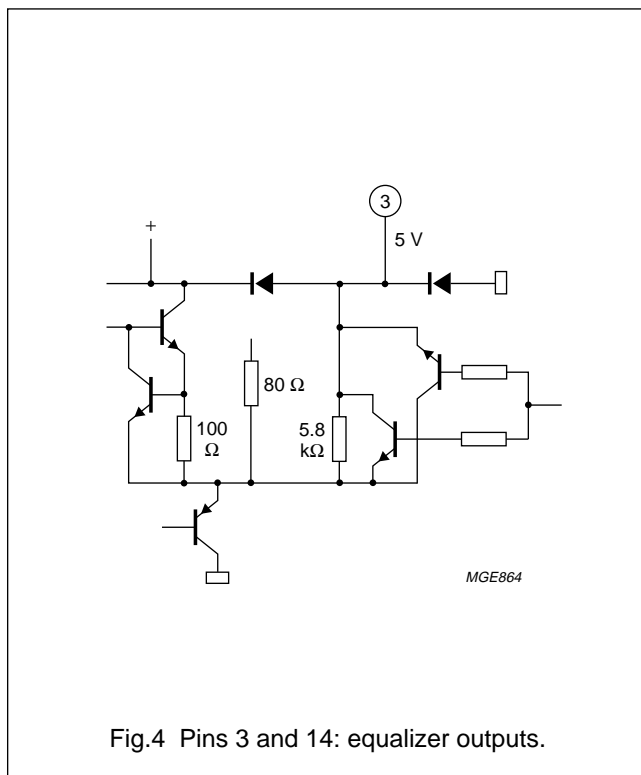 3
+
5 V
80 Ω
100
Ω
5.8
kΩ
MGE864
Fig.4 Pins 3 and 14: equalizer outputs.